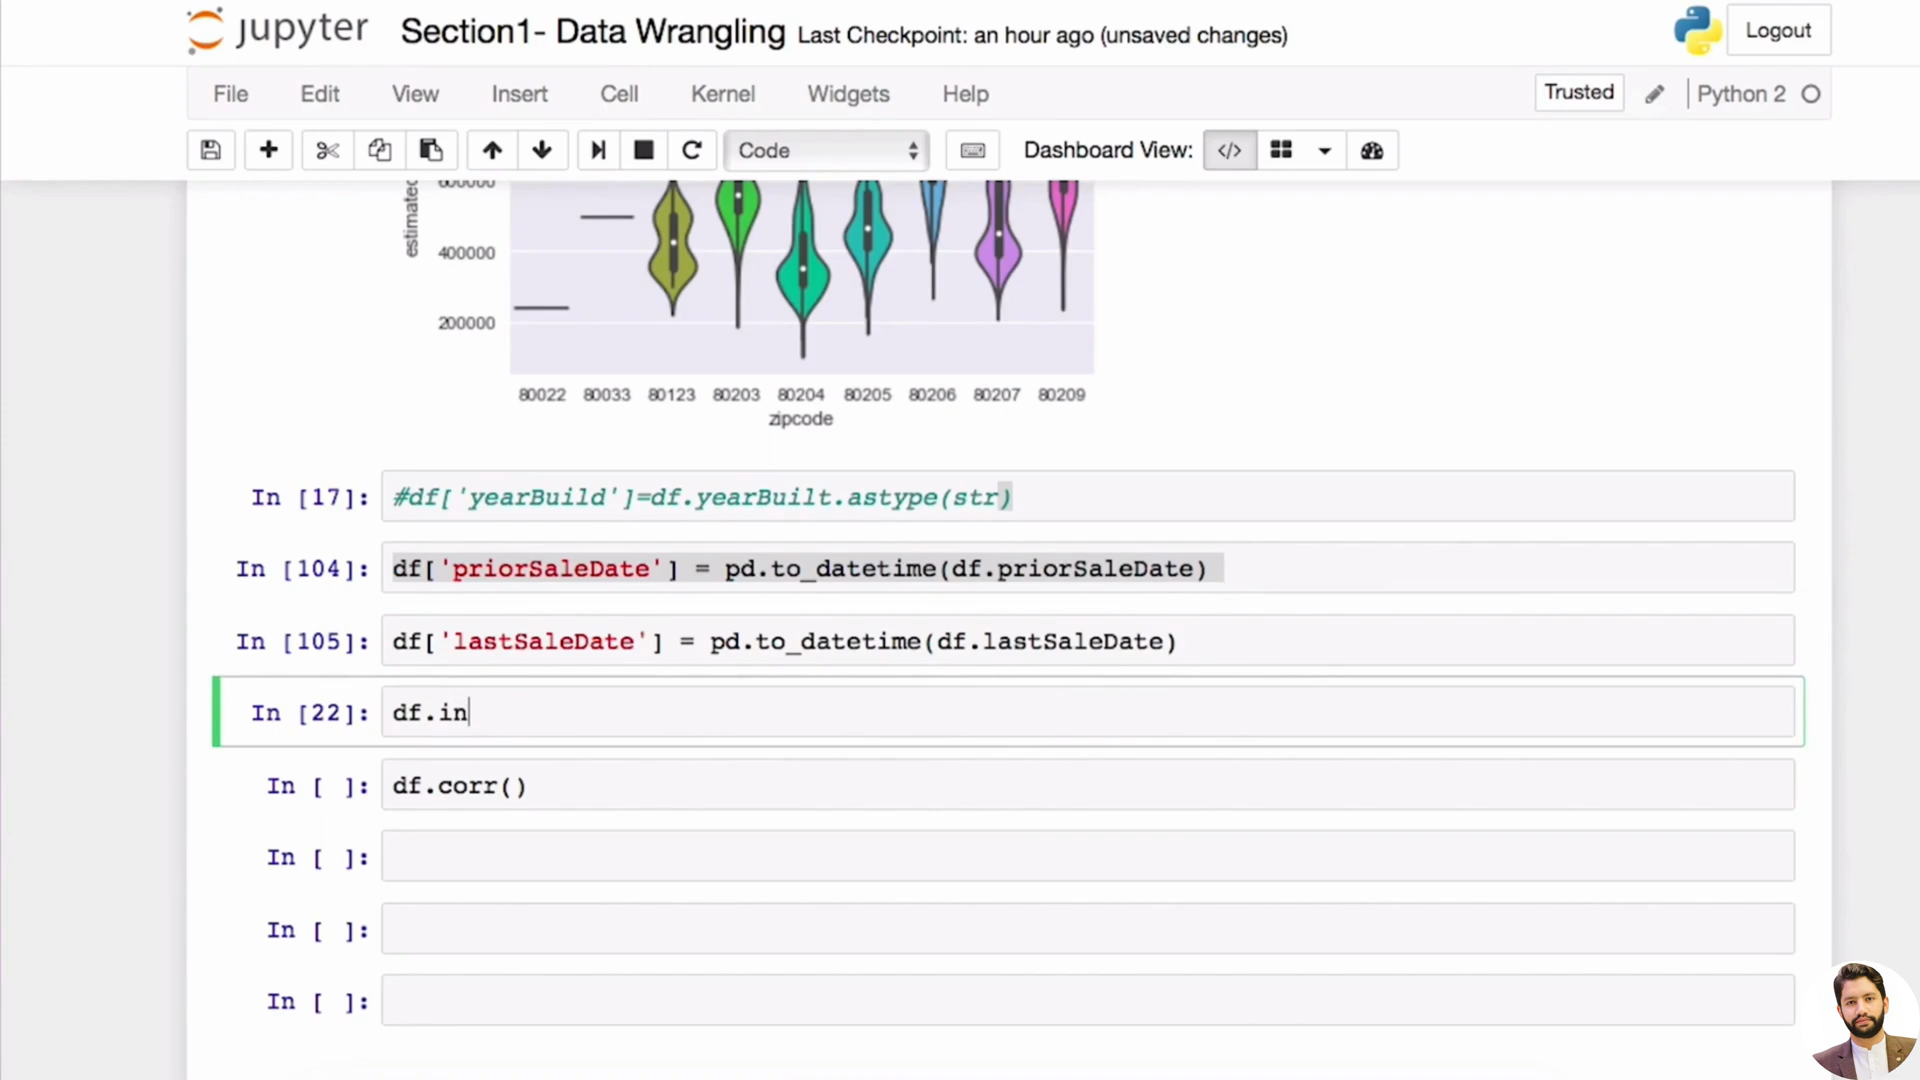 jupyter Section1- Data Wrangling Last Checkpoint: an hour ago (unsaved changes) Logout
File Edit View Insert Cell Kernel Widgets Help Trusted Python 2
Code Dashboard View:
600000
estimated
400000
200000
80022 80033 80123 80203 80204 80205 80206 80207 80209
zipcode
In [17]: #df['yearBuild']=df.yearBuilt.astype(str)
In [104]: df['priorSaleDate'] = pd.to_datetime(df.priorSaleDate)
In [105]: df['lastSaleDate'] = pd.to_datetime(df.lastSaleDate)
In [22]: df.in
In [ ]: df.corr()
In [ ]:
In [ ]:
In [ ]: